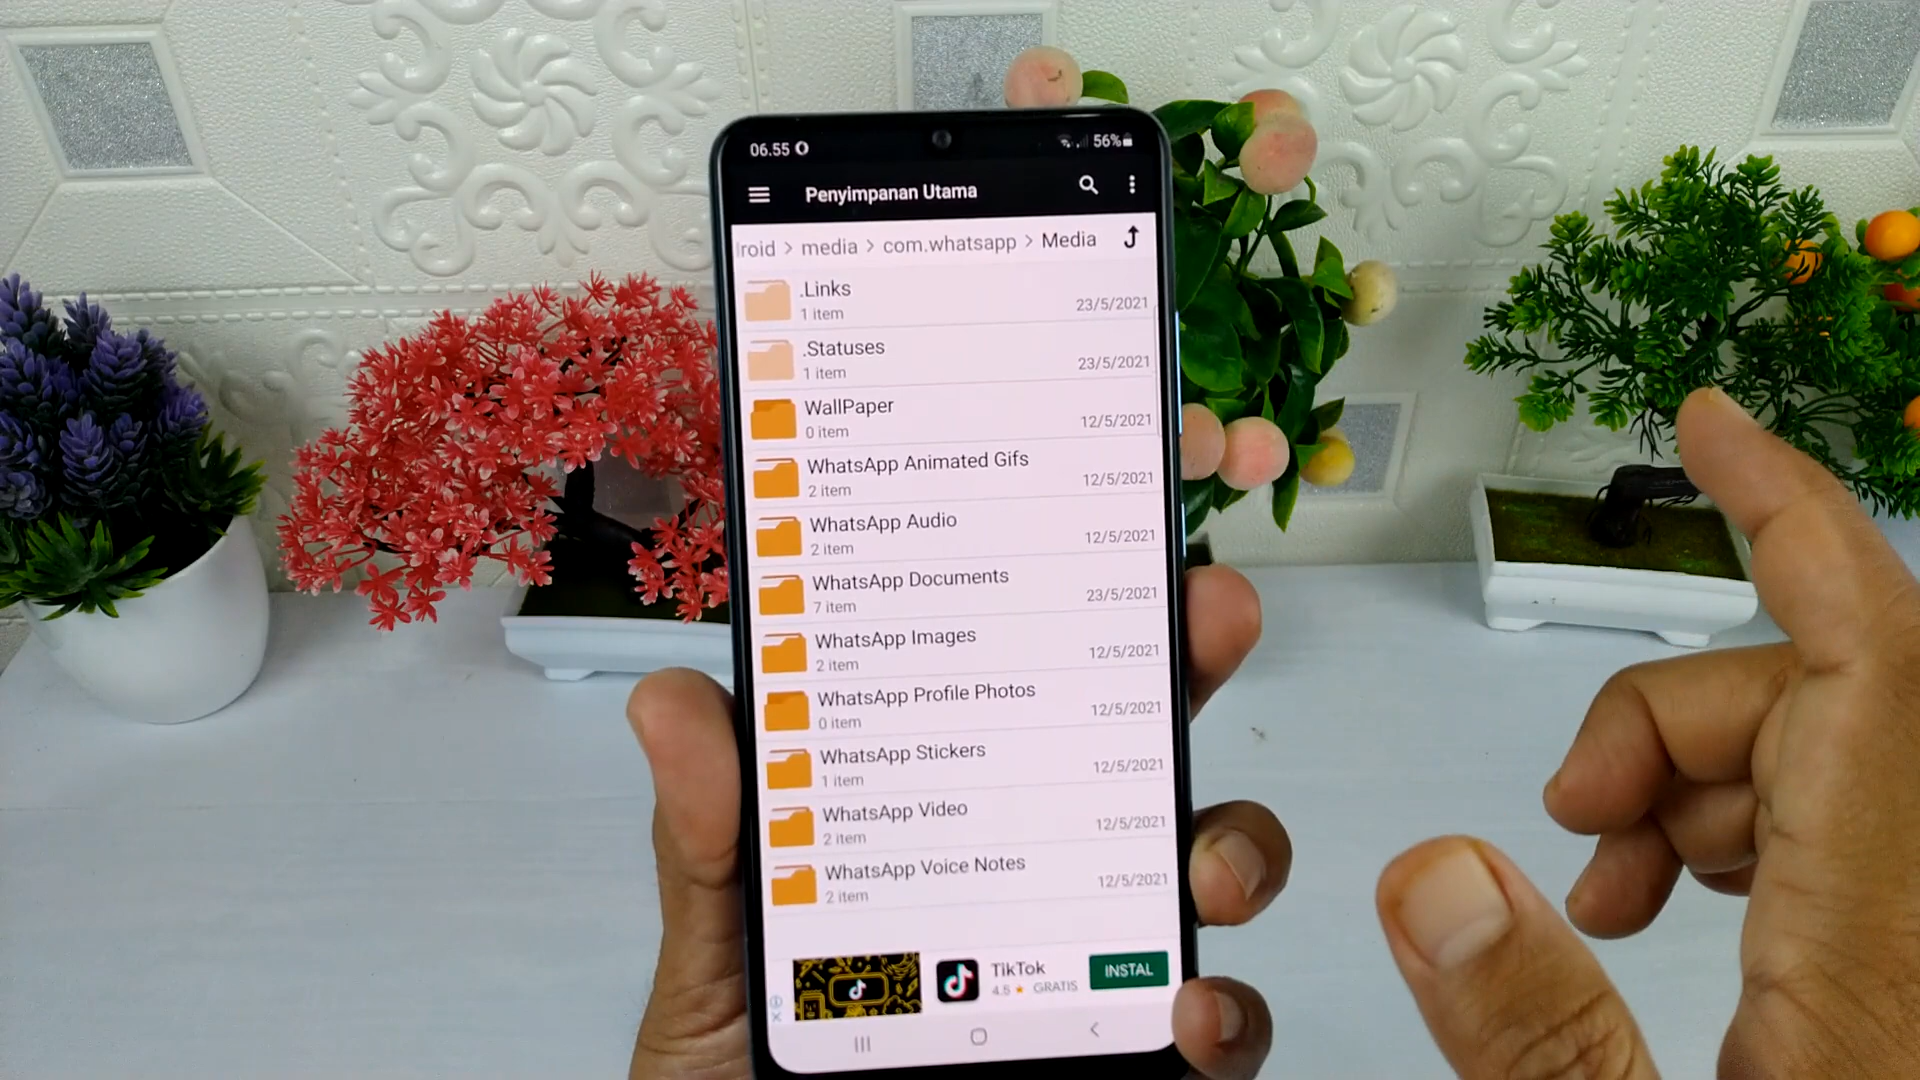 06.55
56%
Penyimpanan Utama
roid > media > com.whatsapp > Media
.Links
1 item
23/5/2021
.Statuses
1 item
23/5/2021
WallPaper
0 item
12/5/2021
WhatsApp Animated Gifs
2 item
12/5/2021
WhatsApp Audio
2 item
12/5/2021
WhatsApp Documents
7 item
23/5/2021
WhatsApp Images
2 item
12/5/2021
WhatsApp Profile Photos
0 item
12/5/2021
WhatsApp Stickers
1 item
12/5/2021
WhatsApp Video
2 item
12/5/2021
WhatsApp Voice Notes
2 item
12/5/2021
TikTok
4.5 ★ GRATIS
INSTAL